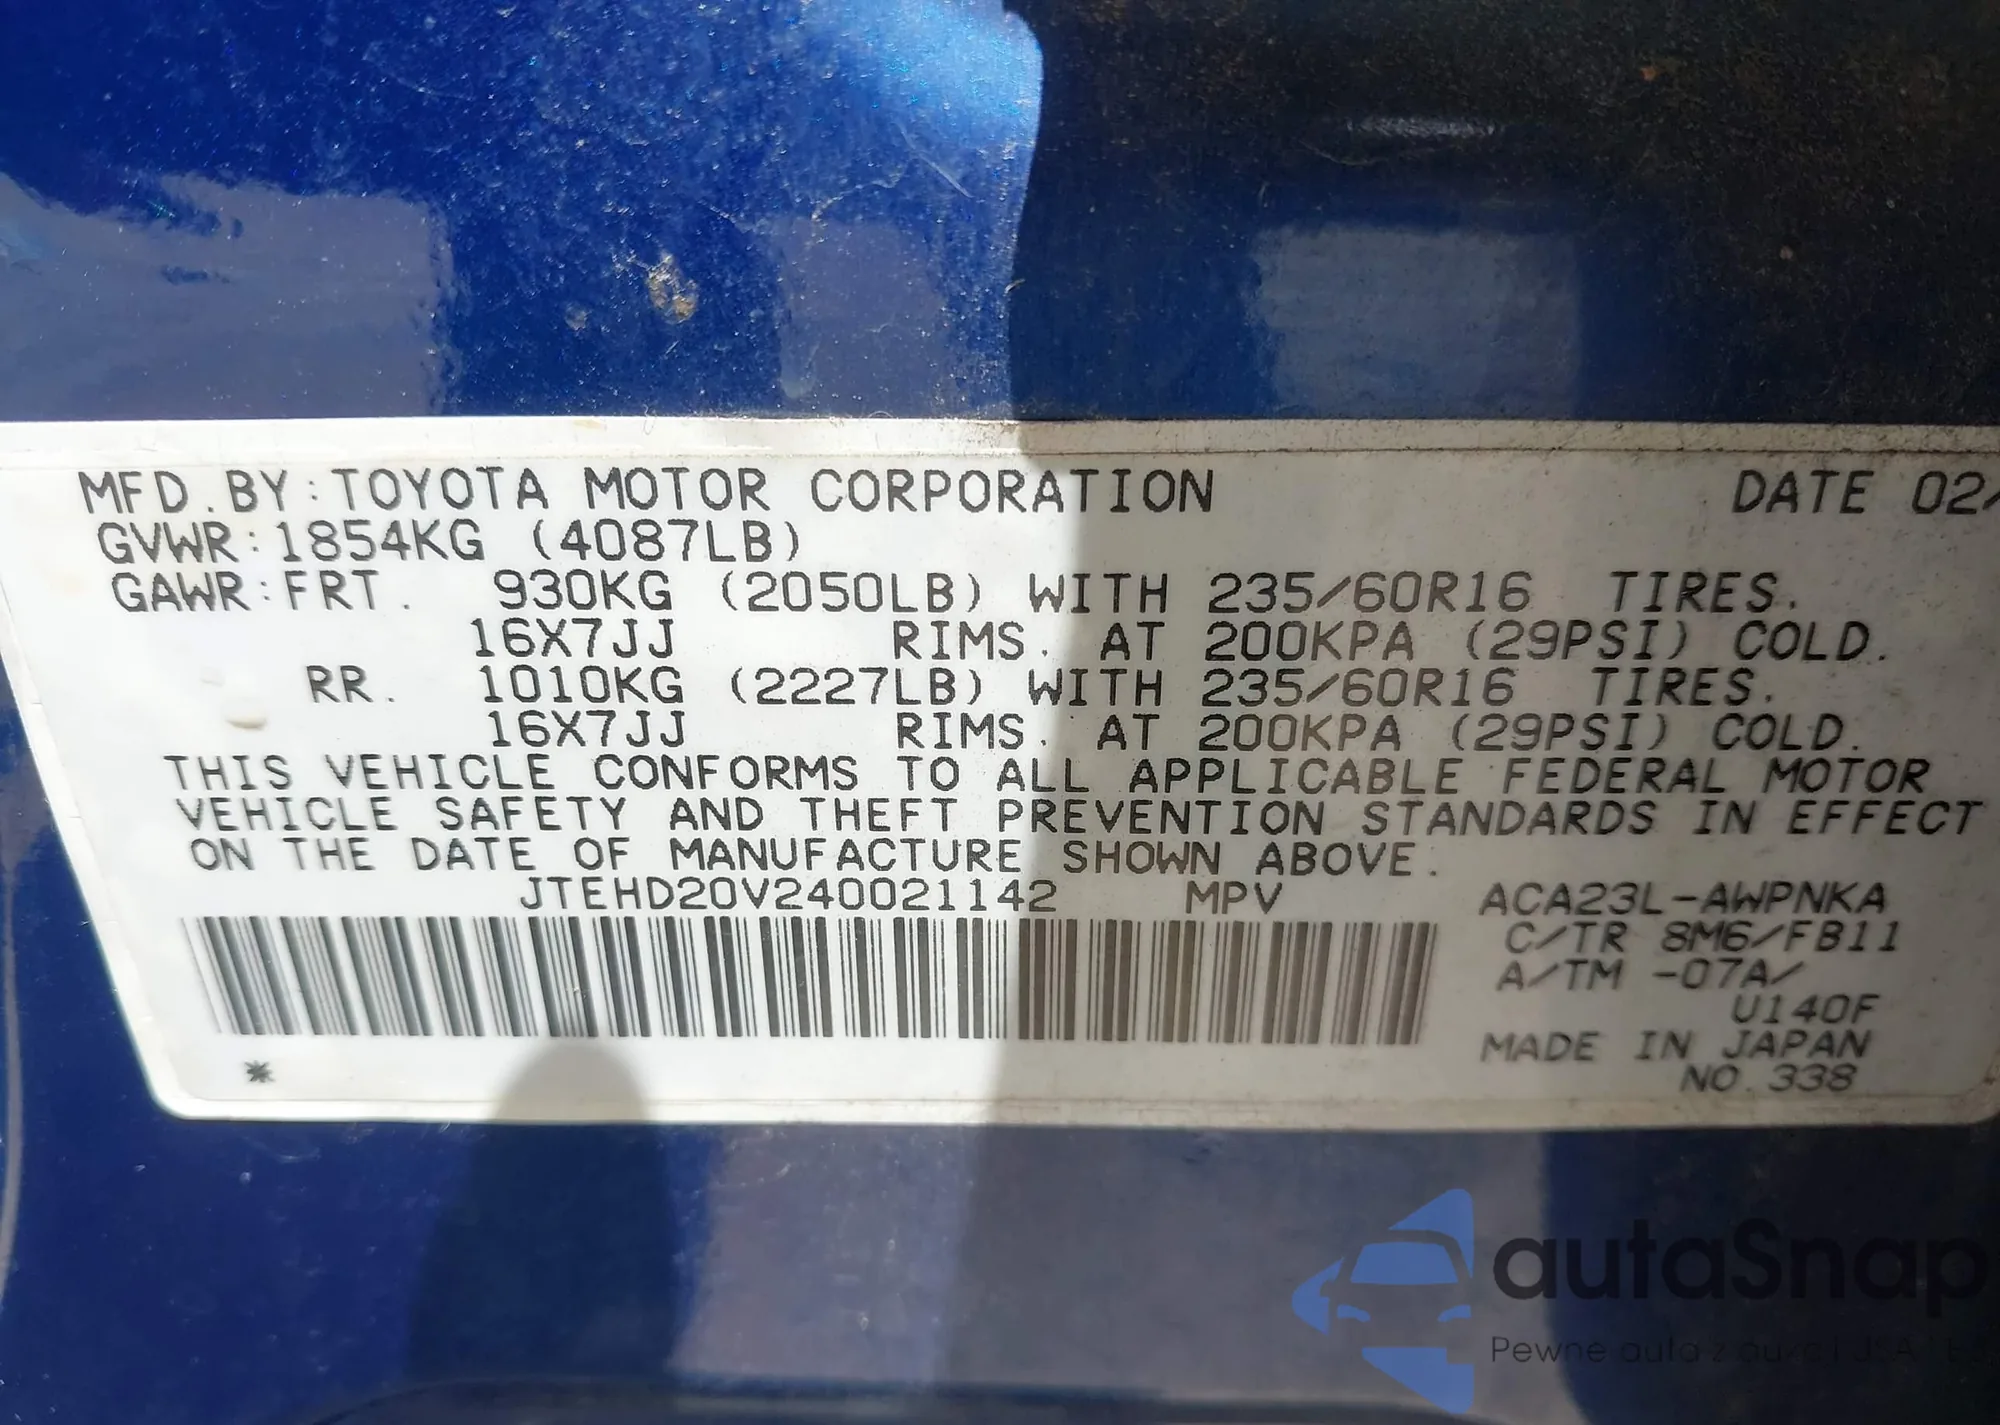 MFD.BY:TOYOTA MOTOR CORPORATION DATE 02/
GVWR:1854KG (4087LB)
GAWR:FRT. 930KG (2050LB) WITH 235/60R16 TIRES.
16X7JJ RIMS. AT 200KPA (29PSI) COLD.
RR. 1010KG (2227LB) WITH 235/60R16 TIRES.
16X7JJ RIMS. AT 200KPA (29PSI) COLD.
THIS VEHICLE CONFORMS TO ALL APPLICABLE FEDERAL MOTOR
VEHICLE SAFETY AND THEFT PREVENTION STANDARDS IN EFFECT
ON THE DATE OF MANUFACTURE SHOWN ABOVE.
JTEHD20V240021142 MPV ACA23L-AWPNKA
C/TR 8M6/FB11
A/TM -07A/
U140F
MADE IN JAPAN
* NO.338
autaSnap
Pewne auta z